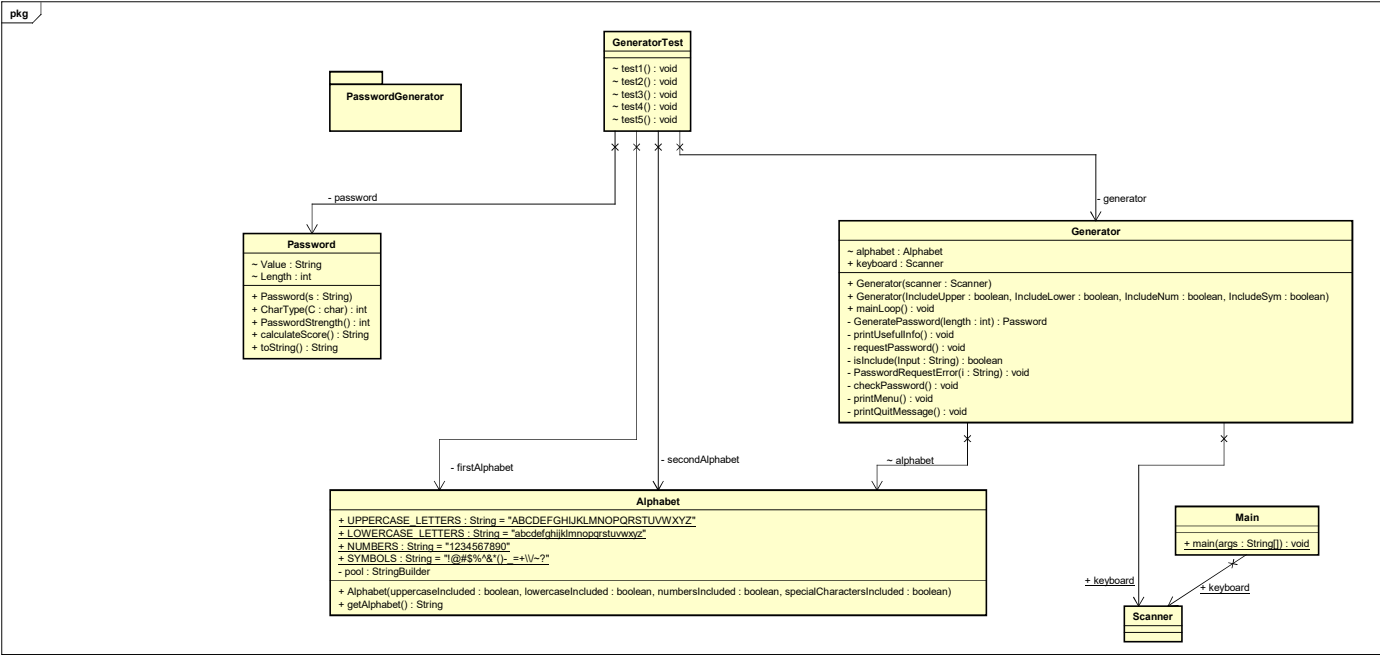 pkg
GeneratorTest
~ test1() : void
~ test2() : void
~ test3() : void
~ test4() : void
~ test5() : void
PasswordGenerator
- password
- generator
Password
~ Value : String
~ Length : int
+ Password(s : String)
+ CharType(C : char) : int
+ PasswordStrength() : int
+ calculateScore() : String
+ toString() : String
Generator
~ alphabet : Alphabet
+ keyboard : Scanner
+ Generator(scanner : Scanner)
+ Generator(IncludeUpper : boolean, IncludeLower : boolean, IncludeNum : boolean, IncludeSym : boolean)
+ mainLoop() : void
- GeneratePassword(length : int) : Password
- printUsefulInfo() : void
- requestPassword() : void
- isInclude(Input : String) : boolean
- PasswordRequestError(i : String) : void
- checkPassword() : void
- printMenu() : void
- printQuitMessage() : void
- firstAlphabet
- secondAlphabet
~ alphabet
Alphabet
+ UPPERCASE_LETTERS : String = "ABCDEFGHIJKLMNOPQRSTUVWXYZ"
+ LOWERCASE_LETTERS : String = "abcdefghijklmnopqrstuvwxyz"
+ NUMBERS : String = "1234567890"
+ SYMBOLS : String = "!@#$%^&*()-_=+\\/~?"
- pool : StringBuilder
+ Alphabet(uppercaseIncluded : boolean, lowercaseIncluded : boolean, numbersIncluded : boolean, specialCharactersIncluded : boolean)
+ getAlphabet() : String
Main
+ main(args : String[]) : void
+ keyboard
+ keyboard
Scanner